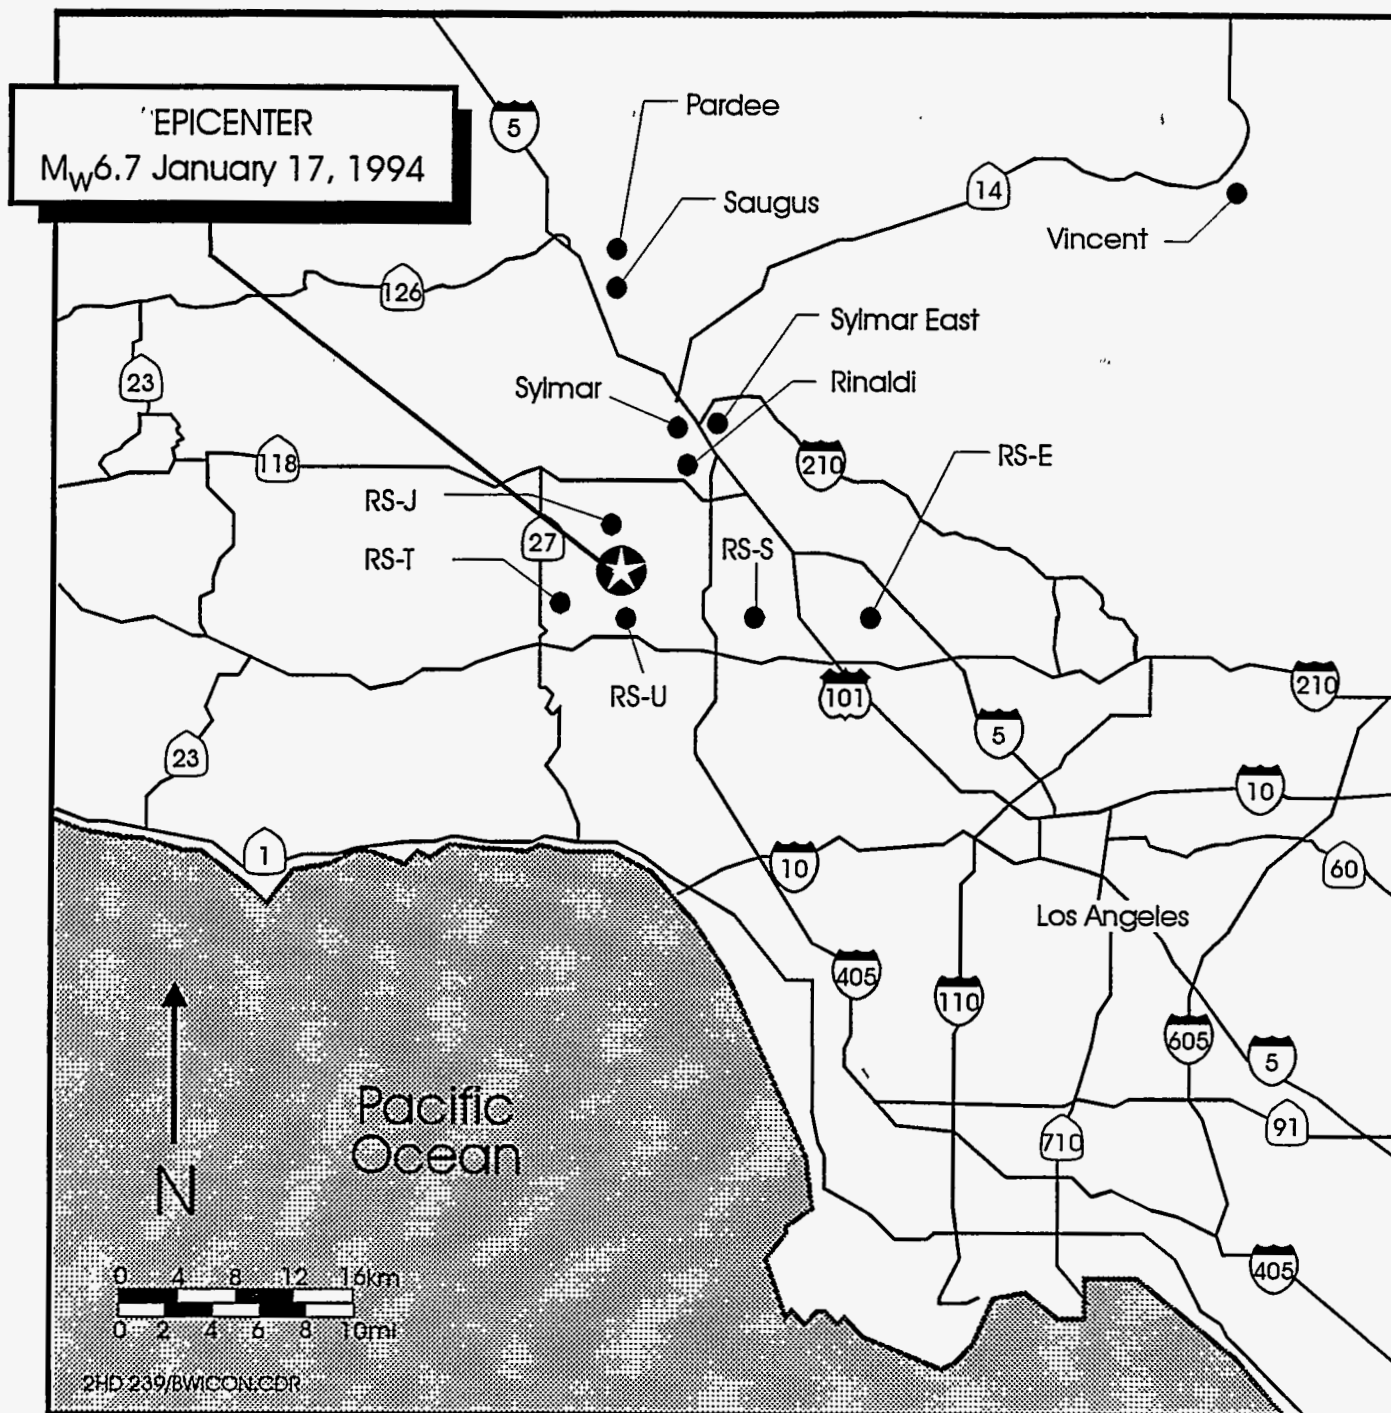 EPICENTER
MW6.7 January 17, 1994
5
Pardee
14
Saugus
Vincent
126
Sylmar East
23
Sylmar
Rinaldi
118
210
RS-E
RS-J
27
RS-T
RS-S
RS-U
101
210
5
23
10
1
10
60
Los Angeles
405
110
605
5
Pacific
Ocean
91
710
N
405
0 4 8 12 16km
0 2 4 6 8 10mi
2HD 239/BWICON.CDR